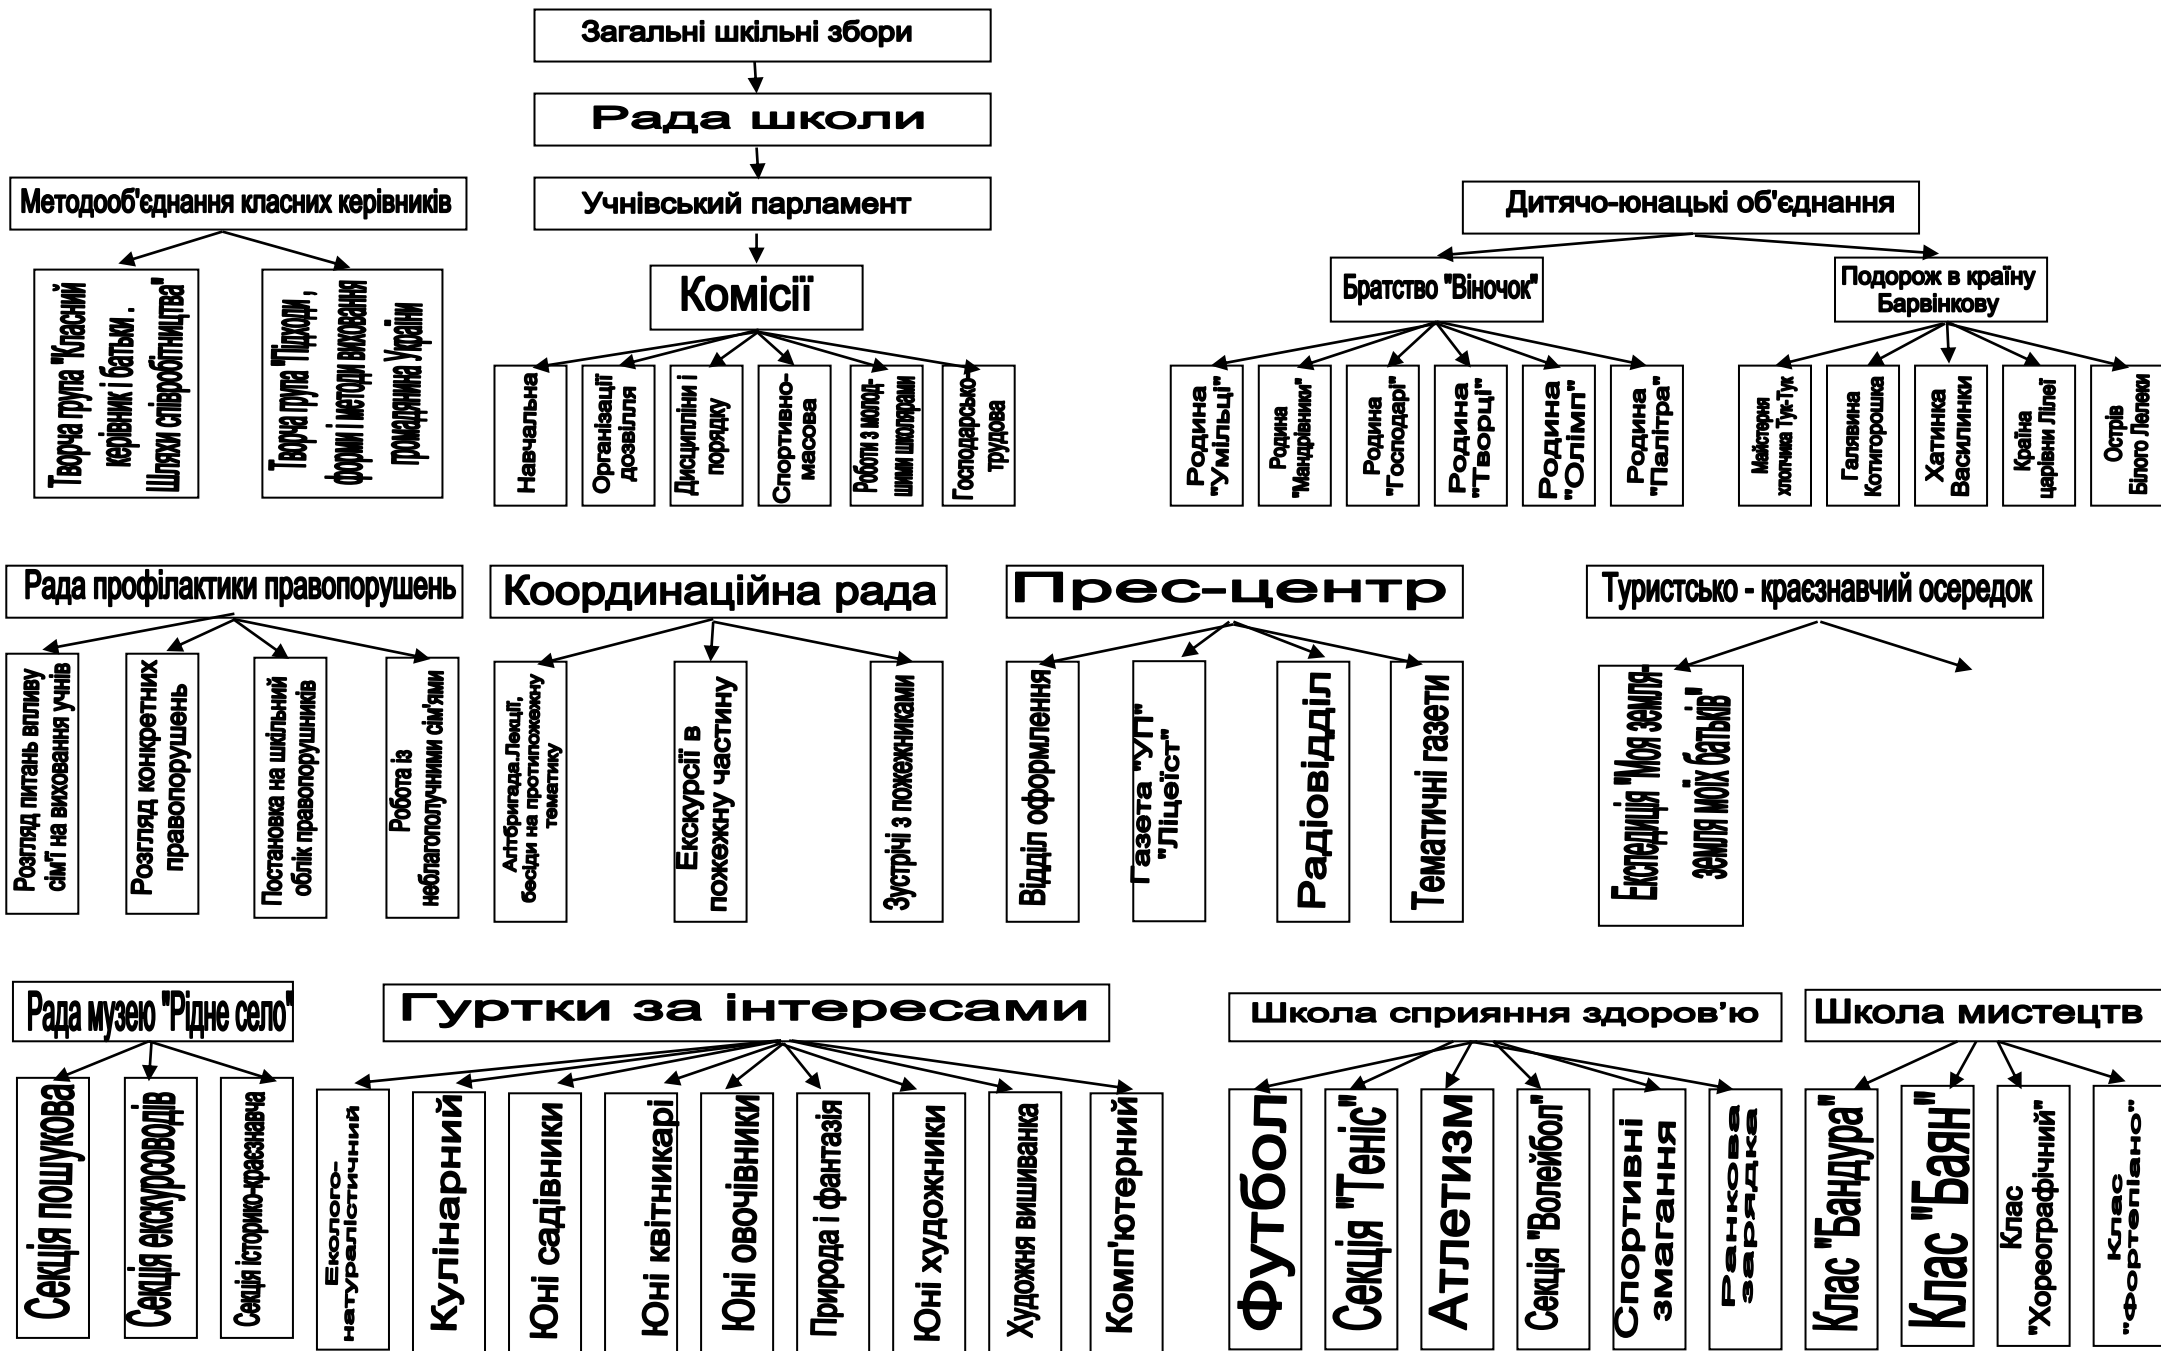 Загальні шкільні збори
Рада школи
Учнівський парламент
Методооб'єднання класних керівників
Дитячо-юнацькі об'єднання
Творча група "Класний
керівник і батьки .
Шляхи співробітництва"
Творча група "Підходи ,
форми і методи виховання
громадянина України
Комісії
Навчальна
Організації
дозвілля
Дисципліни і
порядку
Спортивно-
масова
Роботи з молод-
шими школярами
Господарсько-
трудова
Братство "Віночок"
Родина
"Умільці"
Родина
"Мандрівники"
Родина
"Господарі"
Родина
"Творці"
Родина
"Олімп"
Родина
"Палітра"
Подорож в країну
Барвінкову
Майстерня
хлопчика Тук-Тук
Галявина
Котигорошка
Хатинка
Василинки
Країна
царівни Лілеї
Острів
Білого Лелеки
Рада профілактики правопорушень
Розгляд питань впливу
сім'ї на виховання учнів
Розгляд конкретних
правопорушень
Постановка на шкільний
облік правопорушників
Робота із
неблагополучними сім'ями
Координаційна рада
Агітбригада.Лекції,
бесіди на протипожежну
тематику
Екскурсії в
пожежну частину
Зустрічі з пожежниками
Прес-центр
Відділ оформлення
Газета "УП"
"Ліцеїст"
Радіовідділ
Тематичні газети
Туристсько - краєзнавчий осередок
Експедиція "Моя земля-
земля моїх батьків"
Рада музею "Рідне село"
Секція пошукова
Секція екскурсоводів
Секція історико-краєзнавча
Гуртки за інтересами
Еколого-
натуралістичний
Кулінарний
Юні садівники
Юні квітникарі
Юні овочівники
Природа і фантазія
Юні художники
Художня вишиванка
Комп'ютерний
Школа сприяння здоров’ю
Футбол
Секція "Теніс"
Атлетизм
Секція "Волейбол"
Спортивні
змагання
Ранкова
зарядка
Школа мистецтв
Клас "Бандура"
Клас "Баян"
Клас
"Хореографічний"
Клас
"Фортепіано"